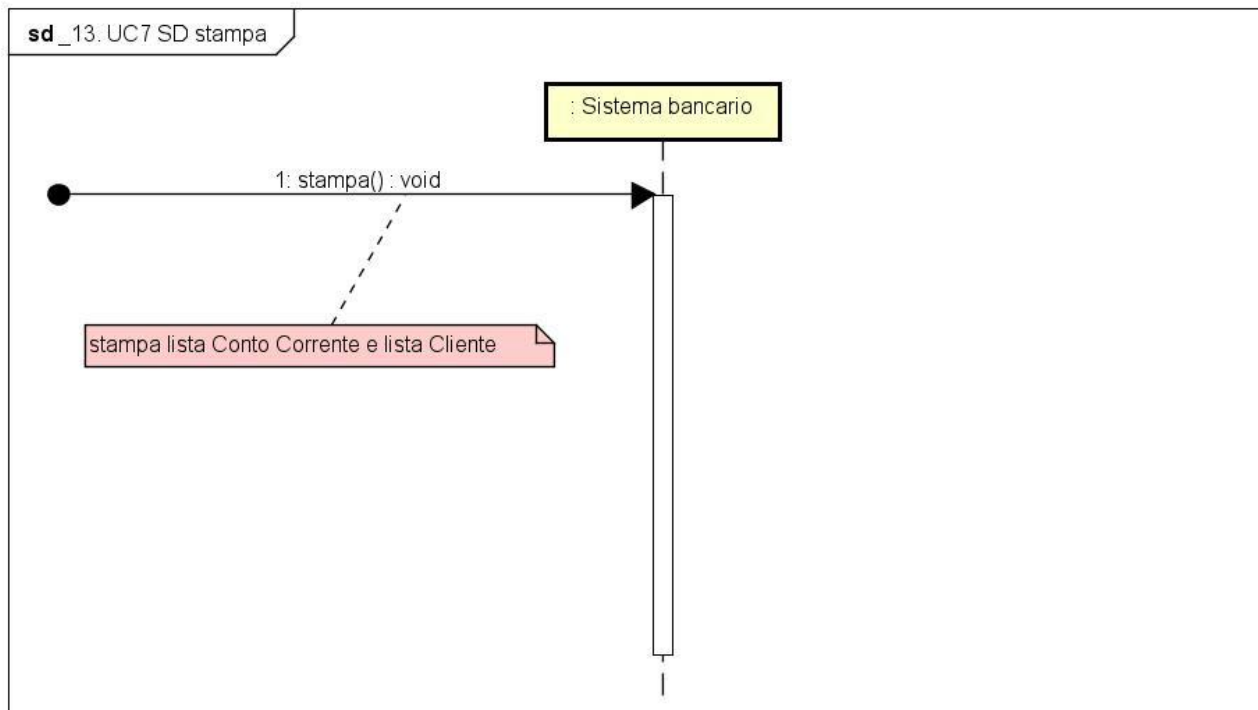 sd _13. UC7 SD stampa
: Sistema bancario
1: stampa() : void
stampa lista Conto Corrente e lista Cliente